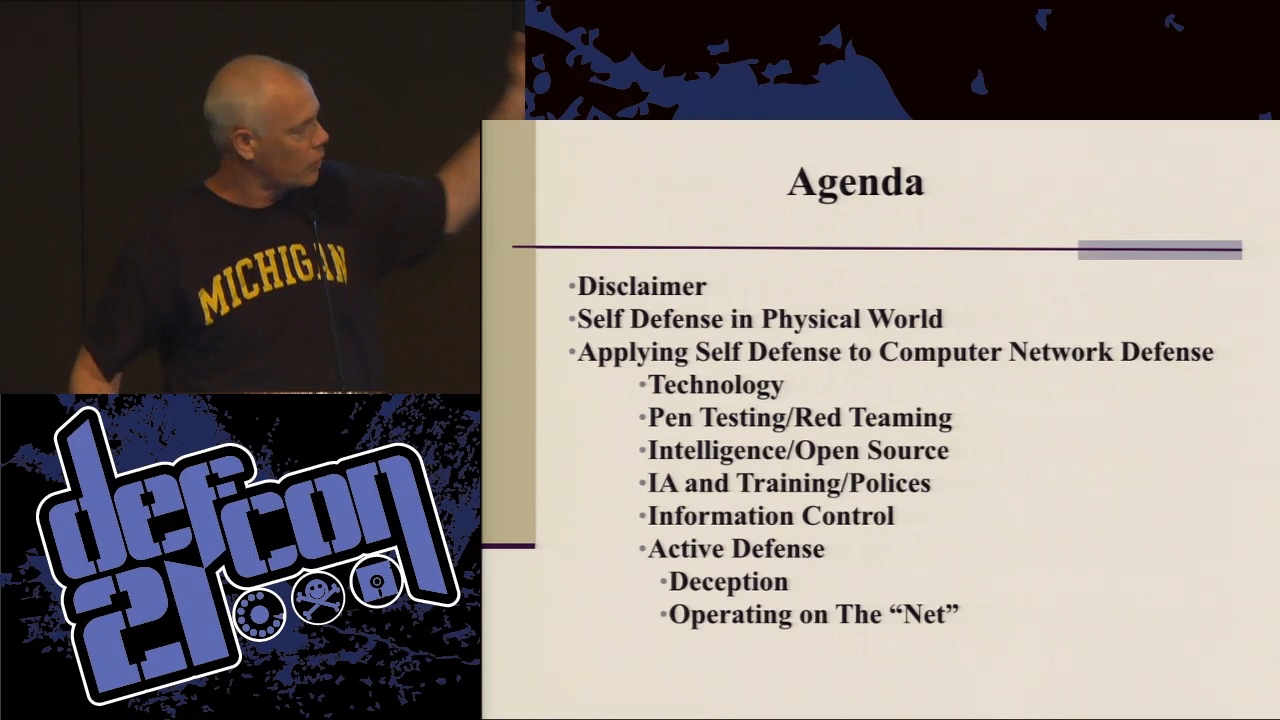 MICHIGAN
Agenda
•Disclaimer
•Self Defense in Physical World
•Applying Self Defense to Computer Network Defense
•Technology
•Pen Testing/Red Teaming
•Intelligence/Open Source
•IA and Training/Polices
•Information Control
•Active Defense
•Deception
•Operating on The “Net”
defcon
21